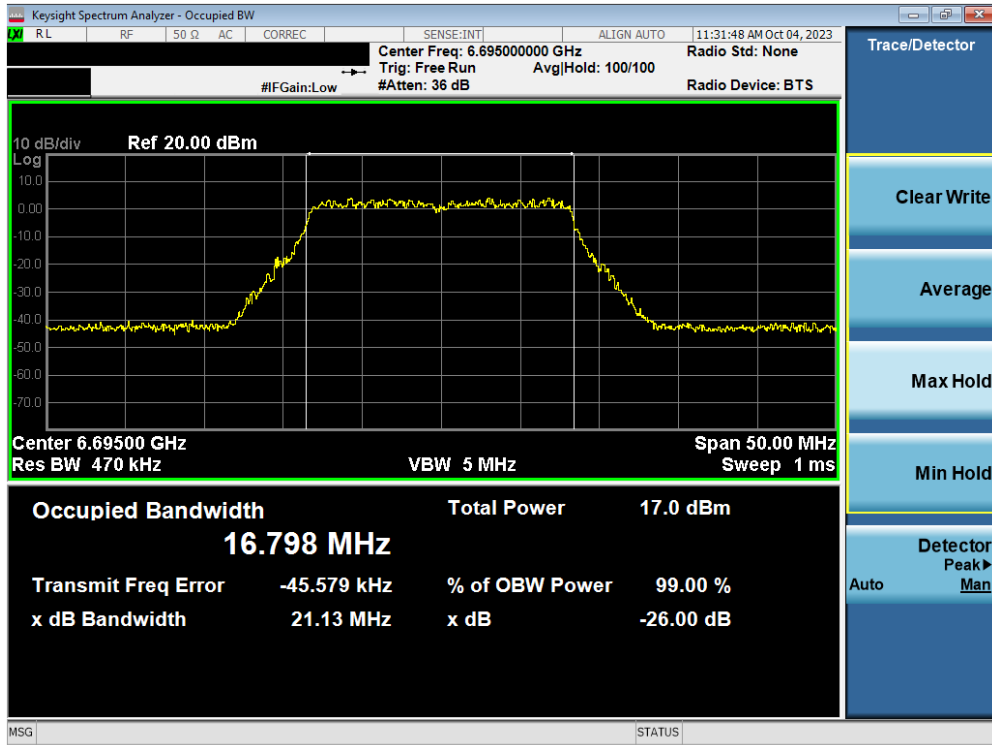 Keysight Spectrum Analyzer - Occupied BW
LXI RL RF 50 Ω AC CORREC SENSE:INT ALIGN AUTO 11:31:48 AM Oct 04, 2023
Center Freq: 6.695000000 GHz Radio Std: None
Trig: Free Run Avg|Hold: 100/100
#IFGain:Low #Atten: 36 dB Radio Device: BTS
10 dB/div Ref 20.00 dBm
Log
10.0
0.00
-10.0
-20.0
-30.0
-40.0
-50.0
-60.0
-70.0
Center 6.69500 GHz Span 50.00 MHz
Res BW 470 kHz VBW 5 MHz Sweep 1 ms
Occupied Bandwidth Total Power 17.0 dBm
16.798 MHz
Transmit Freq Error -45.579 kHz % of OBW Power 99.00 %
x dB Bandwidth 21.13 MHz x dB -26.00 dB
MSG STATUS
Trace/Detector
Clear Write
Average
Max Hold
Min Hold
Detector
Peak▶
Auto Man